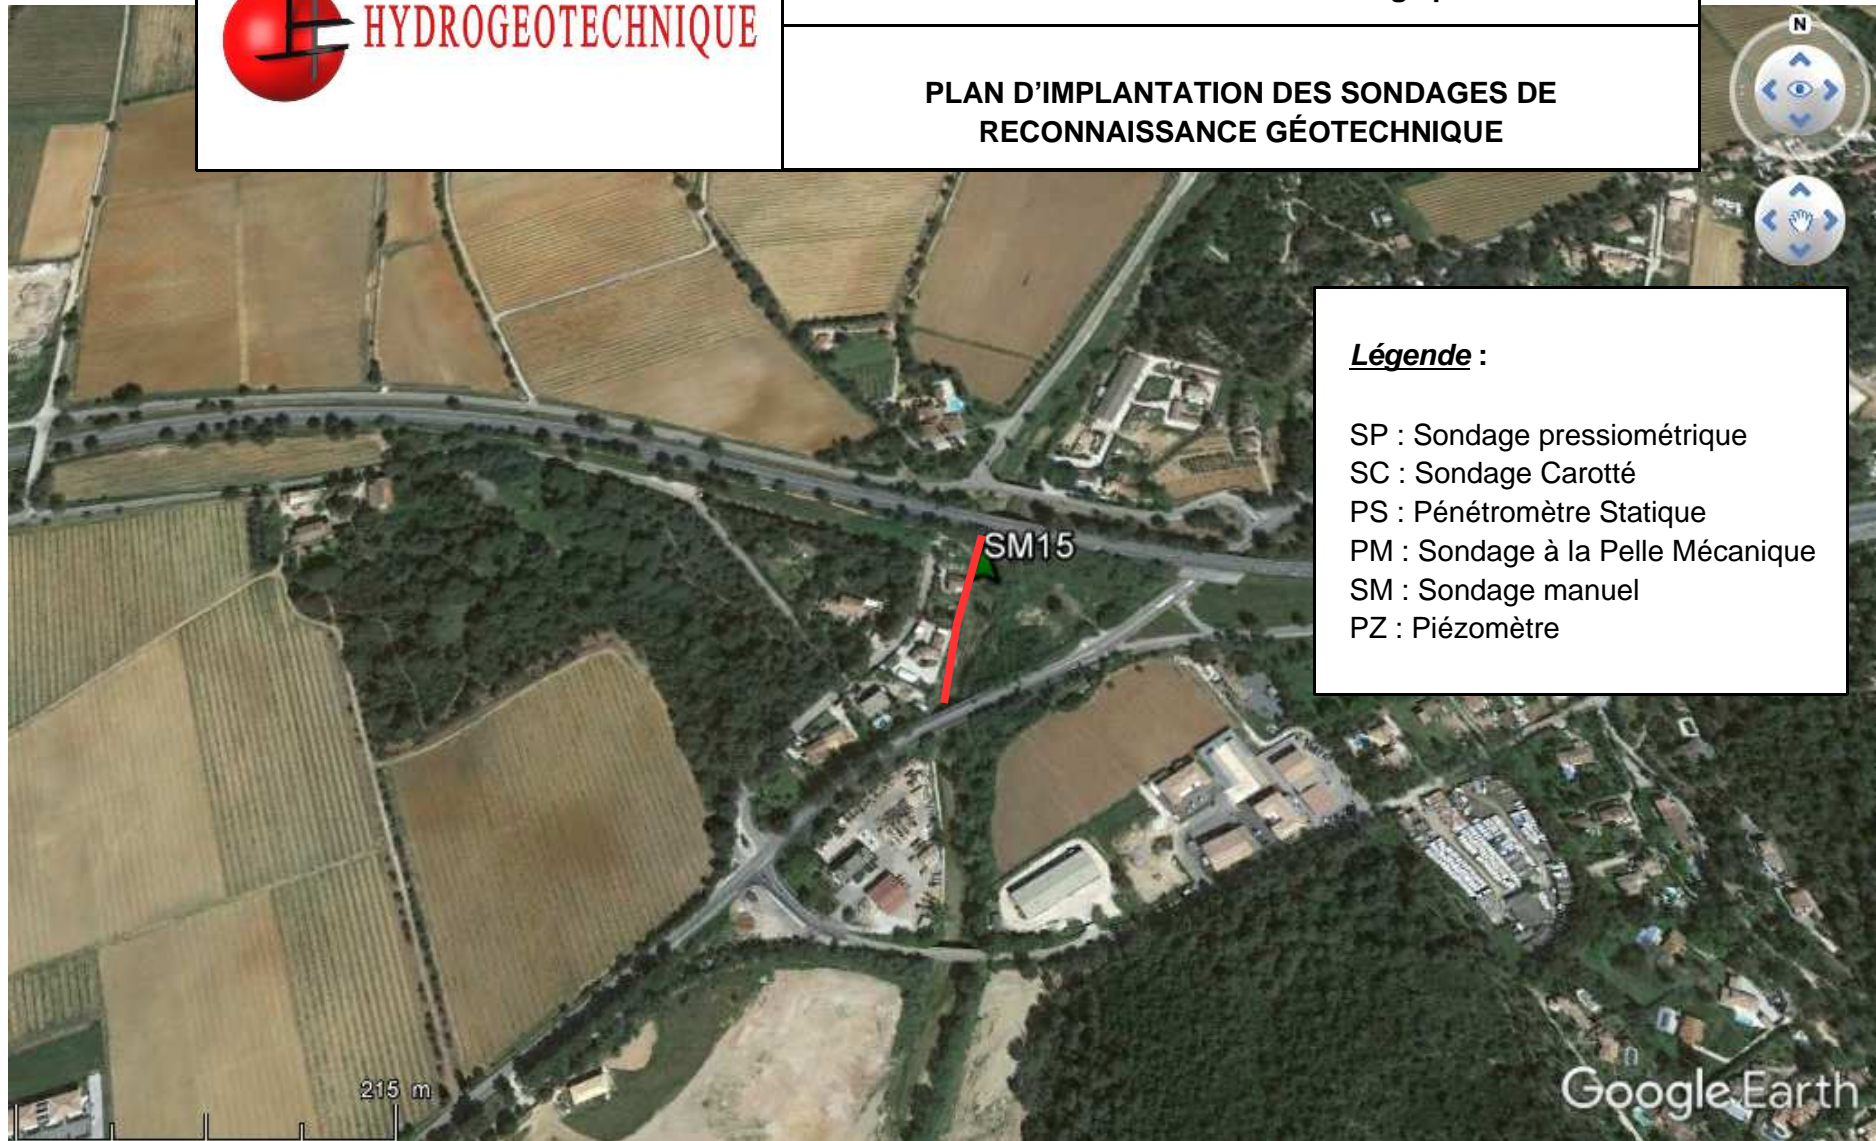 HYDROGEOTECHNIQUE
PLAN D'IMPLANTATION DES SONDAGES DE
RECONNAISSANCE GÉOTECHNIQUE
N
Légende :
SP : Sondage pressiométrique
SC : Sondage Carotté
PS : Pénétromètre Statique
PM : Sondage à la Pelle Mécanique
SM : Sondage manuel
PZ : Piézomètre
SM15
215 m
Google Earth